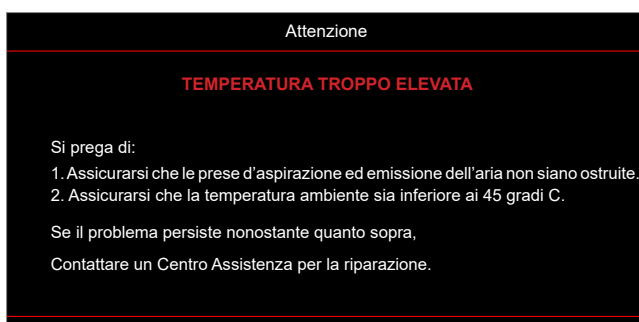 Attenzione
TEMPERATURA TROPPO ELEVATA
Si prega di:
1. Assicurarsi che le prese d’aspirazione ed emissione dell’aria non siano ostruite.
2. Assicurarsi che la temperatura ambiente sia inferiore ai 45 gradi C.
Se il problema persiste nonostante quanto sopra,
Contattare un Centro Assistenza per la riparazione.